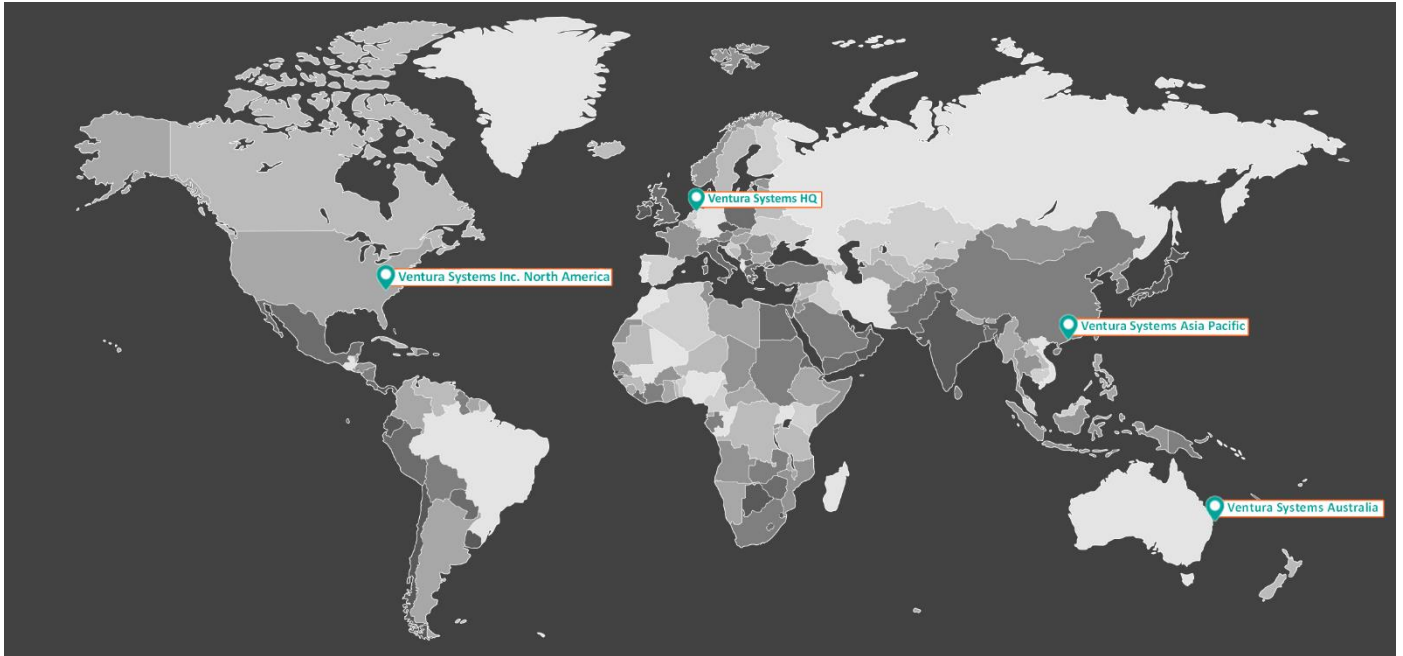 Ventura Systems HQ
Ventura Systems Inc. North America
Ventura Systems Asia Pacific
Ventura Systems Australia